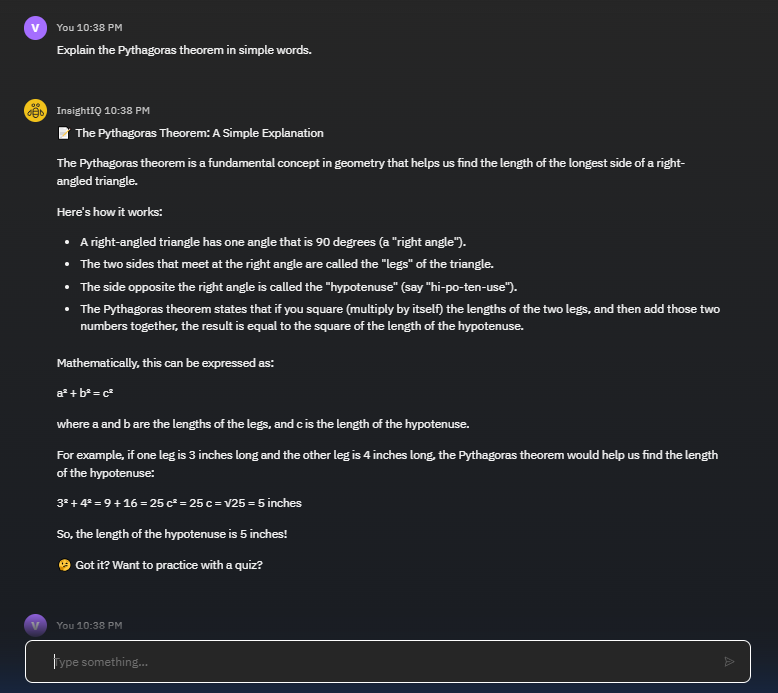 V
You 10:38 PM
Explain the Pythagoras theorem in simple words.
InsightIQ 10:38 PM
📝 The Pythagoras Theorem: A Simple Explanation
The Pythagoras theorem is a fundamental concept in geometry that helps us find the length of the longest side of a right-
angled triangle.
Here's how it works:
• A right-angled triangle has one angle that is 90 degrees (a "right angle").
• The two sides that meet at the right angle are called the "legs" of the triangle.
• The side opposite the right angle is called the "hypotenuse" (say "hi-po-ten-use").
• The Pythagoras theorem states that if you square (multiply by itself) the lengths of the two legs, and then add those two
numbers together, the result is equal to the square of the length of the hypotenuse.
Mathematically, this can be expressed as:
a² + b² = c²
where a and b are the lengths of the legs, and c is the length of the hypotenuse.
For example, if one leg is 3 inches long and the other leg is 4 inches long, the Pythagoras theorem would help us find the length
of the hypotenuse:
3² + 4² = 9 + 16 = 25 c² = 25 c = √25 = 5 inches
So, the length of the hypotenuse is 5 inches!
🤔 Got it? Want to practice with a quiz?
V
You 10:38 PM
Type something...